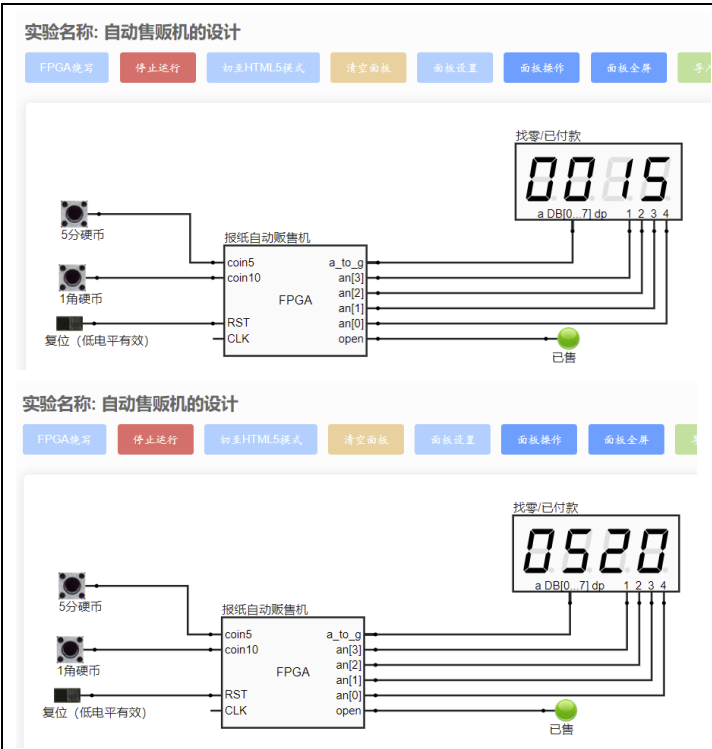 实验名称: 自动售贩机的设计
FPGA烧写 停止运行 初至HTML5模式 清空面板 面板设置 面板操作 面板全屏 导入
找零/已付款
0015
a DB[0...7] dp 1 2 3 4
5分硬币
报纸自动贩售机
coin5 a_to_g
1角硬币
coin10 an[3]
an[2]
FPGA
an[1]
RST an[0]
复位（低电平有效）
CLK open
已售
实验名称: 自动售贩机的设计
FPGA烧写 停止运行 初至HTML5模式 清空面板 面板设置 面板操作 面板全屏
找零/已付款
0520
a DB[0...7] dp 1 2 3 4
5分硬币
报纸自动贩售机
coin5 a_to_g
coin10 an[3]
1角硬币
an[2]
FPGA
an[1]
RST an[0]
复位（低电平有效）
CLK open
已售